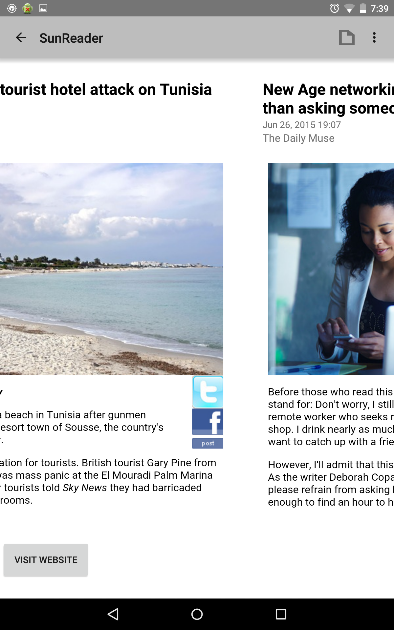 7:39
SunReader
tourist hotel attack on Tunisia
beach in Tunisia after gunmen
resort town of Sousse, the country's
ation for tourists. British tourist Gary Pine from
was mass panic at the El Mouradi Palm Marina
tourists told Sky News they had barricaded
rooms.
post
VISIT WEBSITE
New Age networkin
than asking someo
Jun 26, 2015 19:07
The Daily Muse
Before those who read this
stand for: Don't worry, I still
remote worker who seeks r
shop. I drink nearly as much
want to catch up with a frie
However, I'll admit that this
As the writer Deborah Copa
please refrain from asking
enough to find an hour to h